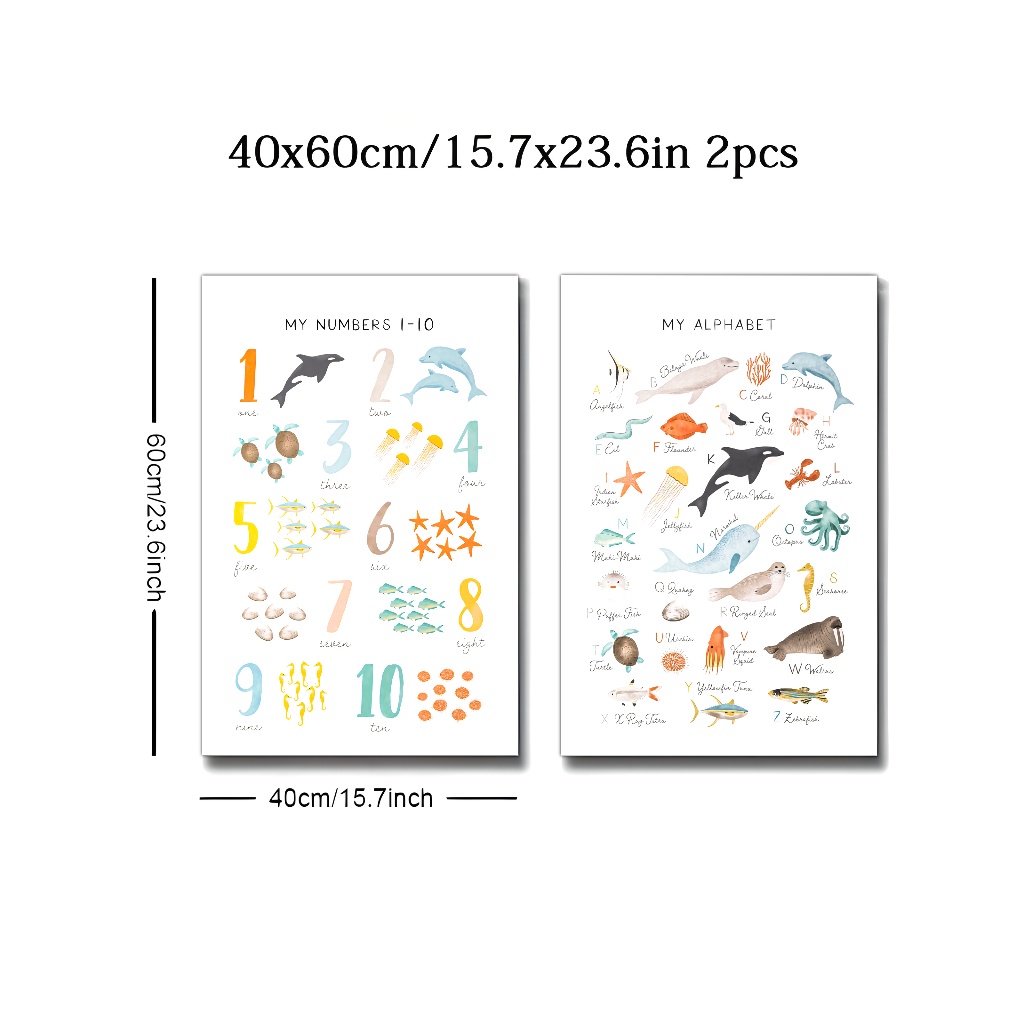 40x60cm/15.7x23.6in 2pcs
60cm/23.6inch
40cm/15.7inch
MY NUMBERS 1-10
1
one
2
two
3
three
4
four
5
five
6
six
7
seven
8
eight
9
nine
10
ten
MY ALPHABET
A
Angelfish
B Beluga Whale
C Coral
D Dolphin
E Eel
F Flounder
G
Gull
H
Hermit
Crab
I
Indian
Starfish
J
Jellyfish
K
Killer Whale
L
Lobster
M
Mahi Mahi
N Narwhal
O
Octopus
P Puffer Fish
Q Quahog
R Ringed Seal
S
Seahorse
T
Turtle
U Urchin
V
Vampire
Squid
W Walrus
X X Ray Tetra
Y Yellowfin Tuna
Z Zebrafish